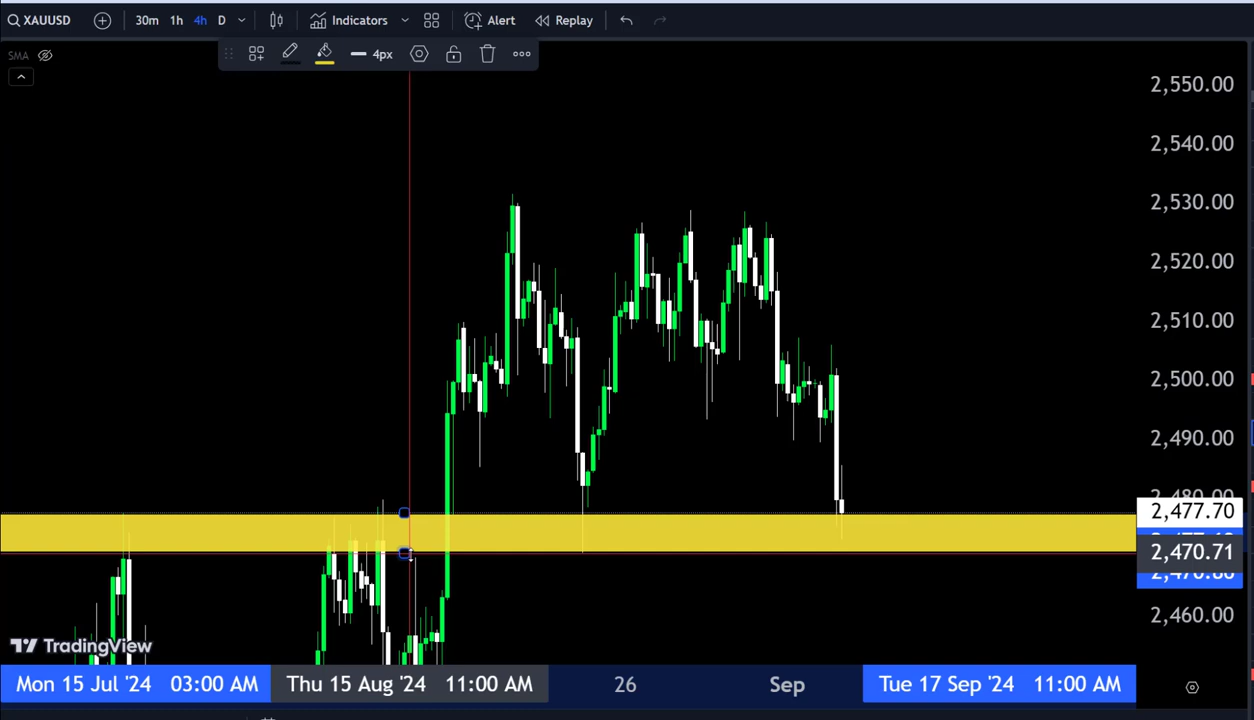 XAUUSD 30m 1h 4h D Indicators Alert Replay
4px
SMA
2,550.00
2,540.00
2,530.00
2,520.00
2,510.00
2,500.00
2,490.00
2,480.00
2,477.70
2,470.71
2,460.00
TradingView
Mon 15 Jul '24 03:00 AM Thu 15 Aug '24 11:00 AM 26 Sep Tue 17 Sep '24 11:00 AM